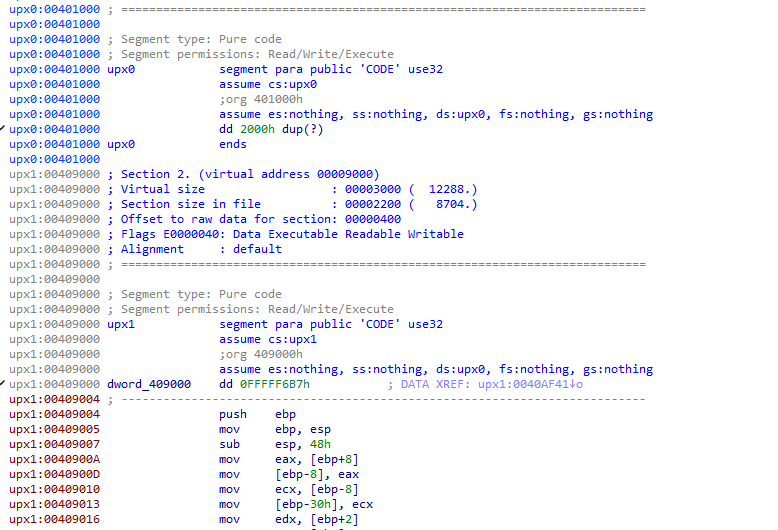 upx0:00401000 ; ===========================================================================
upx0:00401000
upx0:00401000 ; Segment type: Pure code
upx0:00401000 ; Segment permissions: Read/Write/Execute
upx0:00401000 upx0 segment para public 'CODE' use32
upx0:00401000 assume cs:upx0
upx0:00401000 ;org 401000h
upx0:00401000 assume es:nothing, ss:nothing, ds:upx0, fs:nothing, gs:nothing
upx0:00401000 dd 2000h dup(?)
upx0:00401000 upx0 ends
upx0:00401000
upx1:00409000 ; Section 2. (virtual address 00009000)
upx1:00409000 ; Virtual size : 00003000 ( 12288.)
upx1:00409000 ; Section size in file : 00002200 ( 8704.)
upx1:00409000 ; Offset to raw data for section: 00000400
upx1:00409000 ; Flags E0000040: Data Executable Readable Writable
upx1:00409000 ; Alignment : default
upx1:00409000 ; ===========================================================================
upx1:00409000
upx1:00409000 ; Segment type: Pure code
upx1:00409000 ; Segment permissions: Read/Write/Execute
upx1:00409000 upx1 segment para public 'CODE' use32
upx1:00409000 assume cs:upx1
upx1:00409000 ;org 409000h
upx1:00409000 assume es:nothing, ss:nothing, ds:upx0, fs:nothing, gs:nothing
upx1:00409000 dword_409000 dd 0FFFFF6B7h ; DATA XREF: upx1:0040AF41↓o
upx1:00409004 ; ---------------------------------------------------------------------------
upx1:00409004 push ebp
upx1:00409005 mov ebp, esp
upx1:00409007 sub esp, 48h
upx1:0040900A mov eax, [ebp+8]
upx1:0040900D mov [ebp-8], eax
upx1:00409010 mov ecx, [ebp-8]
upx1:00409013 mov [ebp-30h], ecx
upx1:00409016 mov edx, [ebp+2]